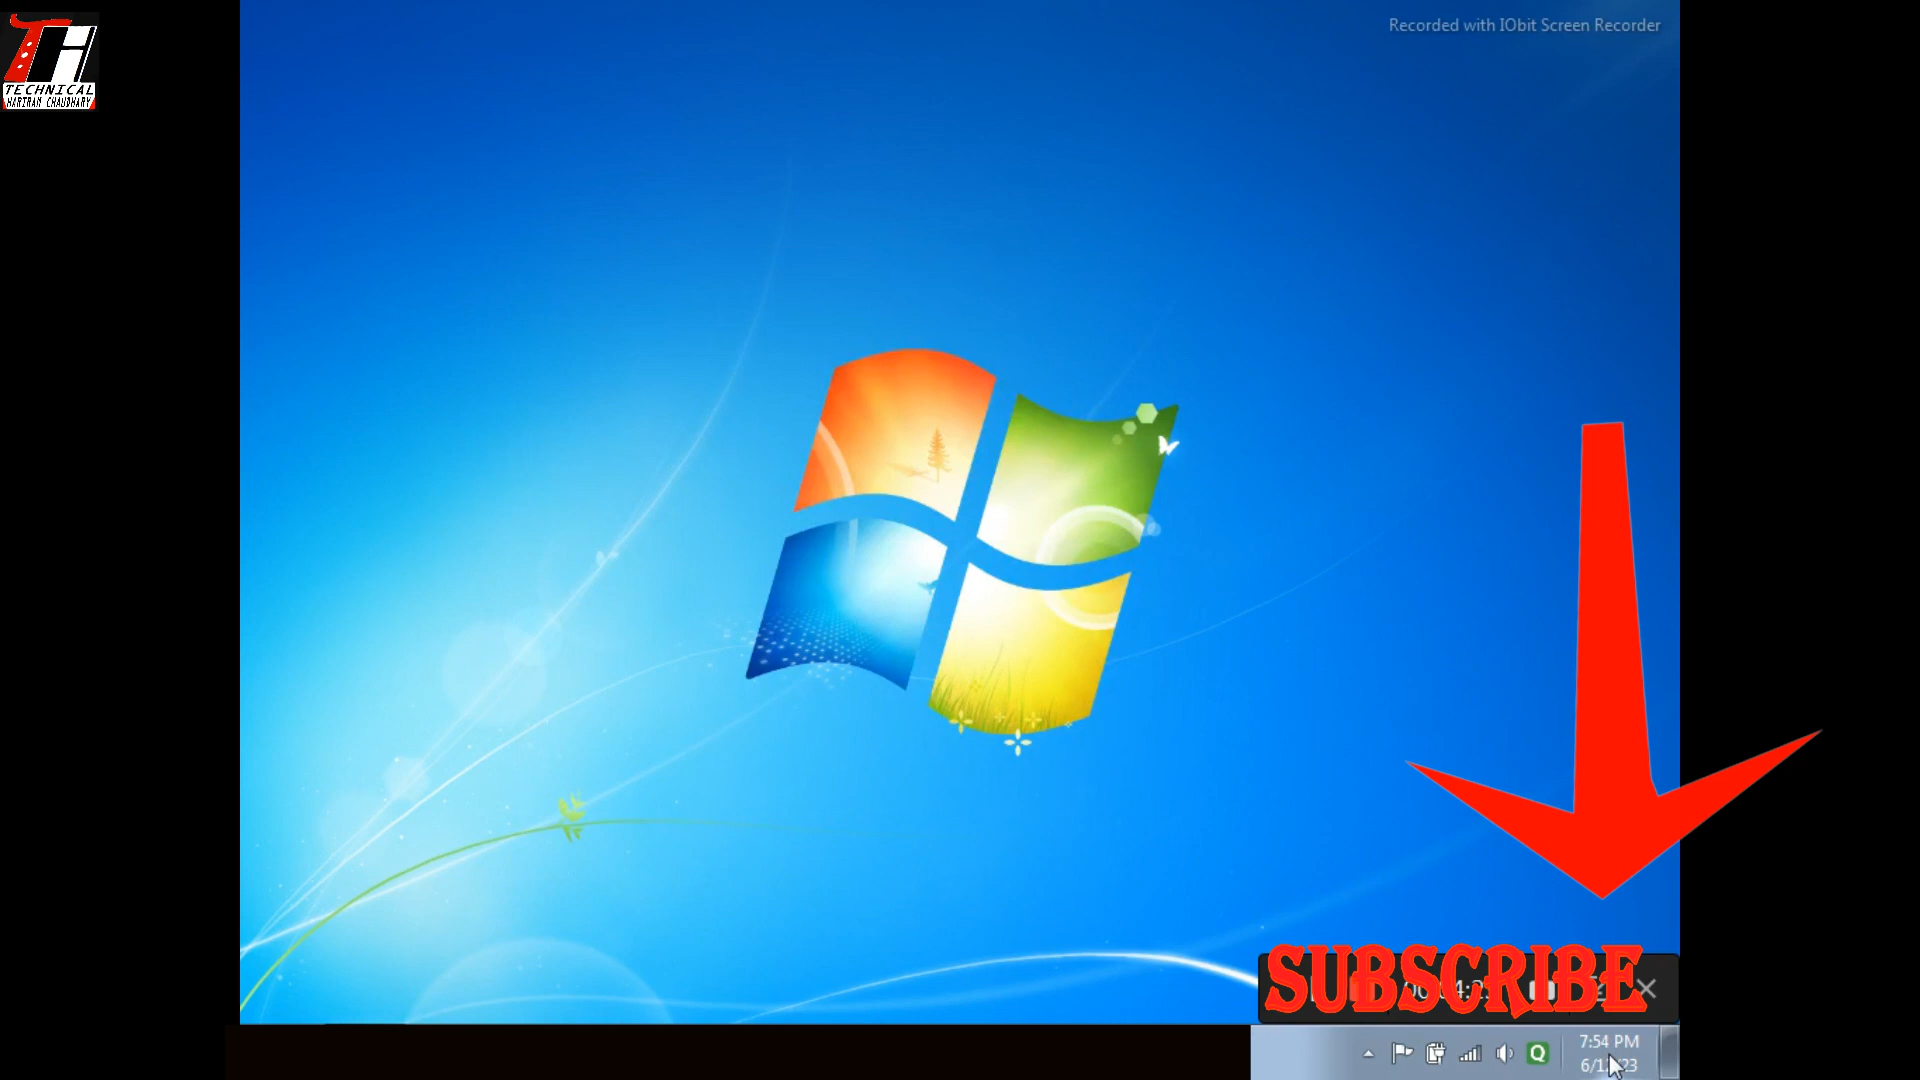 Recorded with IObit Screen Recorder
TECHNICAL
HARIRAM CHAUDHARY
SUBSCRIBE
Q
7:54 PM